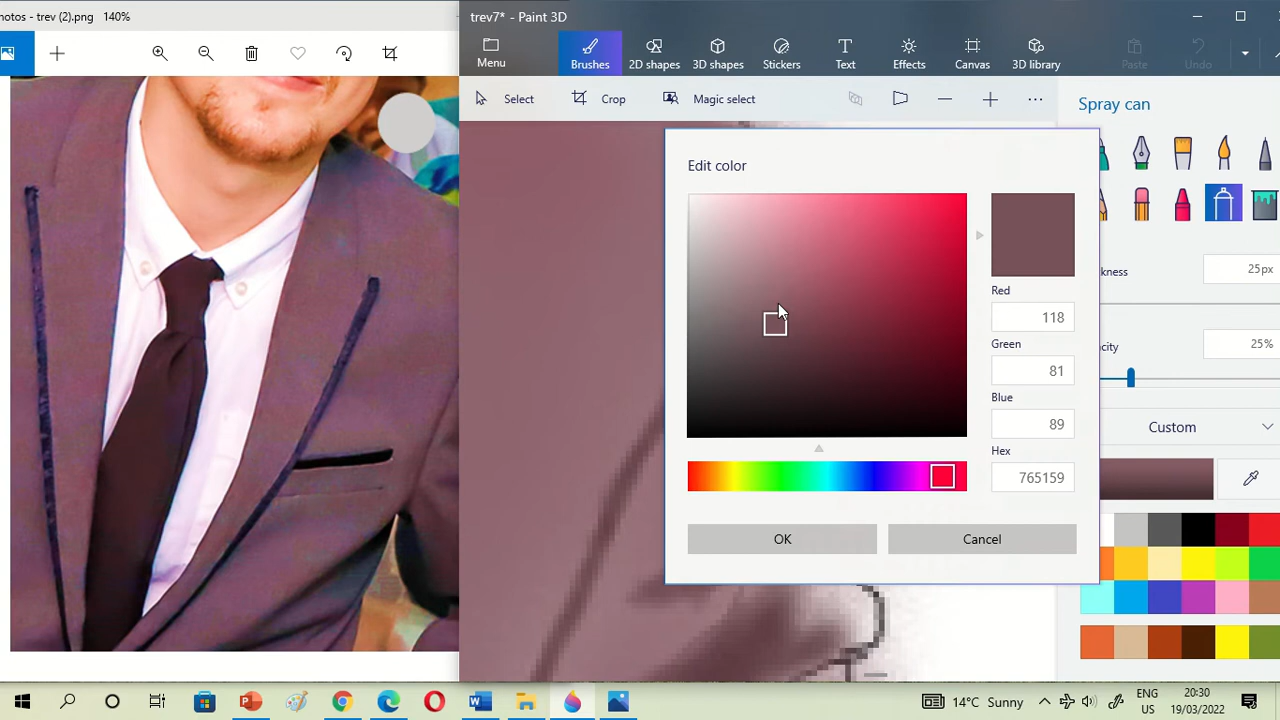 notos - trev (2).png   140%
trev7* - Paint 3D
Menu
Brushes
2D shapes
3D shapes
Stickers
Text
Effects
Canvas
3D library
Paste
Undo
Select
Crop
Magic select
Spray can
Edit color
Red
118
Green
81
Blue
89
Hex
765159
OK
Cancel
kness
25px
acity
25%
Custom
14°C Sunny
ENG
US
20:30
19/03/2022